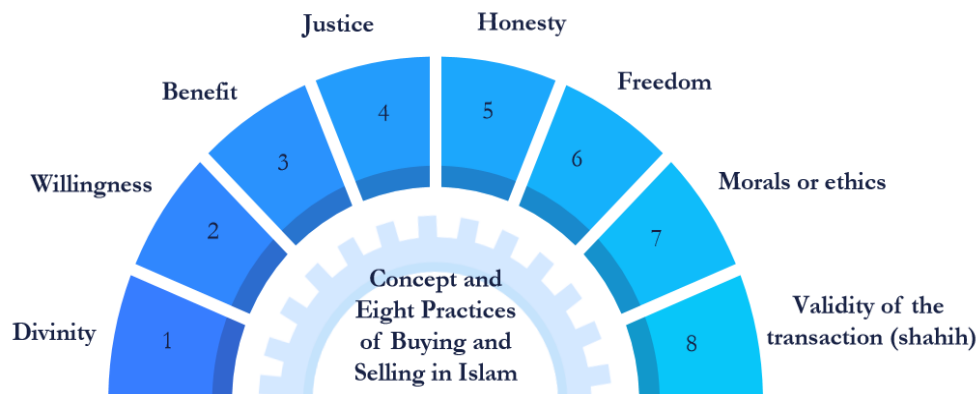 Justice
Honesty
Benefit
Freedom
Willingness
Morals or ethics
Divinity
Validity of the
transaction (shahih)
1
2
3
4
5
6
7
8
Concept and
Eight Practices
of Buying and
Selling in Islam